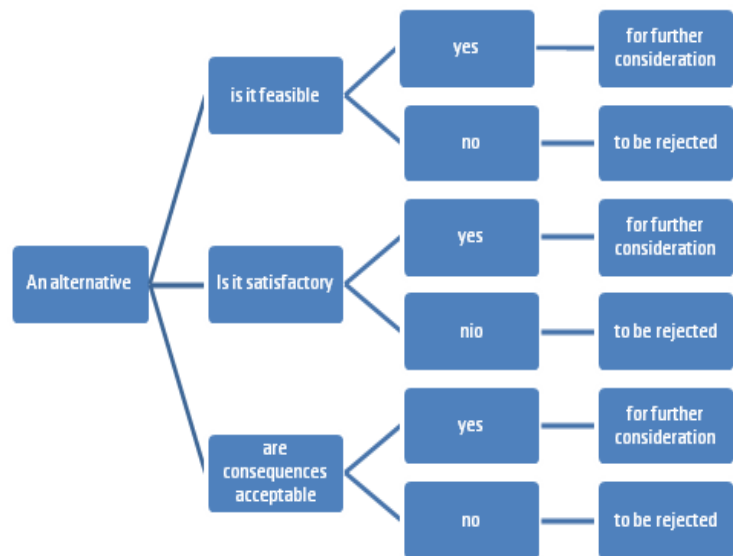 yes
for further
consideration
is it feasible
no
to be rejected
yes
for further
consideration
An alternative
Is it satisfactory
nio
to be rejected
yes
for further
consideration
are
consequences
acceptable
no
to be rejected